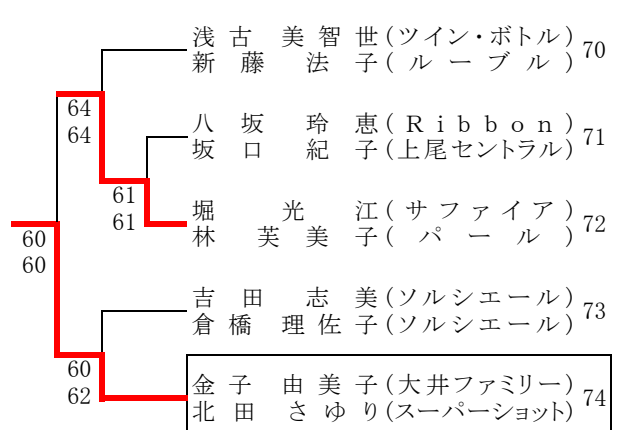 浅古 美智世(ツイン・ボトル) 70
新藤 法子(ルーブル)
64
64
八坂 玲恵(Ribbon) 71
坂口 紀子(上尾セントラル)
61
61
堀 光江(サファイア) 72
林 芙美子(パール)
60
60
吉田 志美(ソルシエール) 73
倉橋 理佐子(ソルシエール)
60
62
金子 由美子(大井ファミリー) 74
北田 さゆり(スーパーショット)